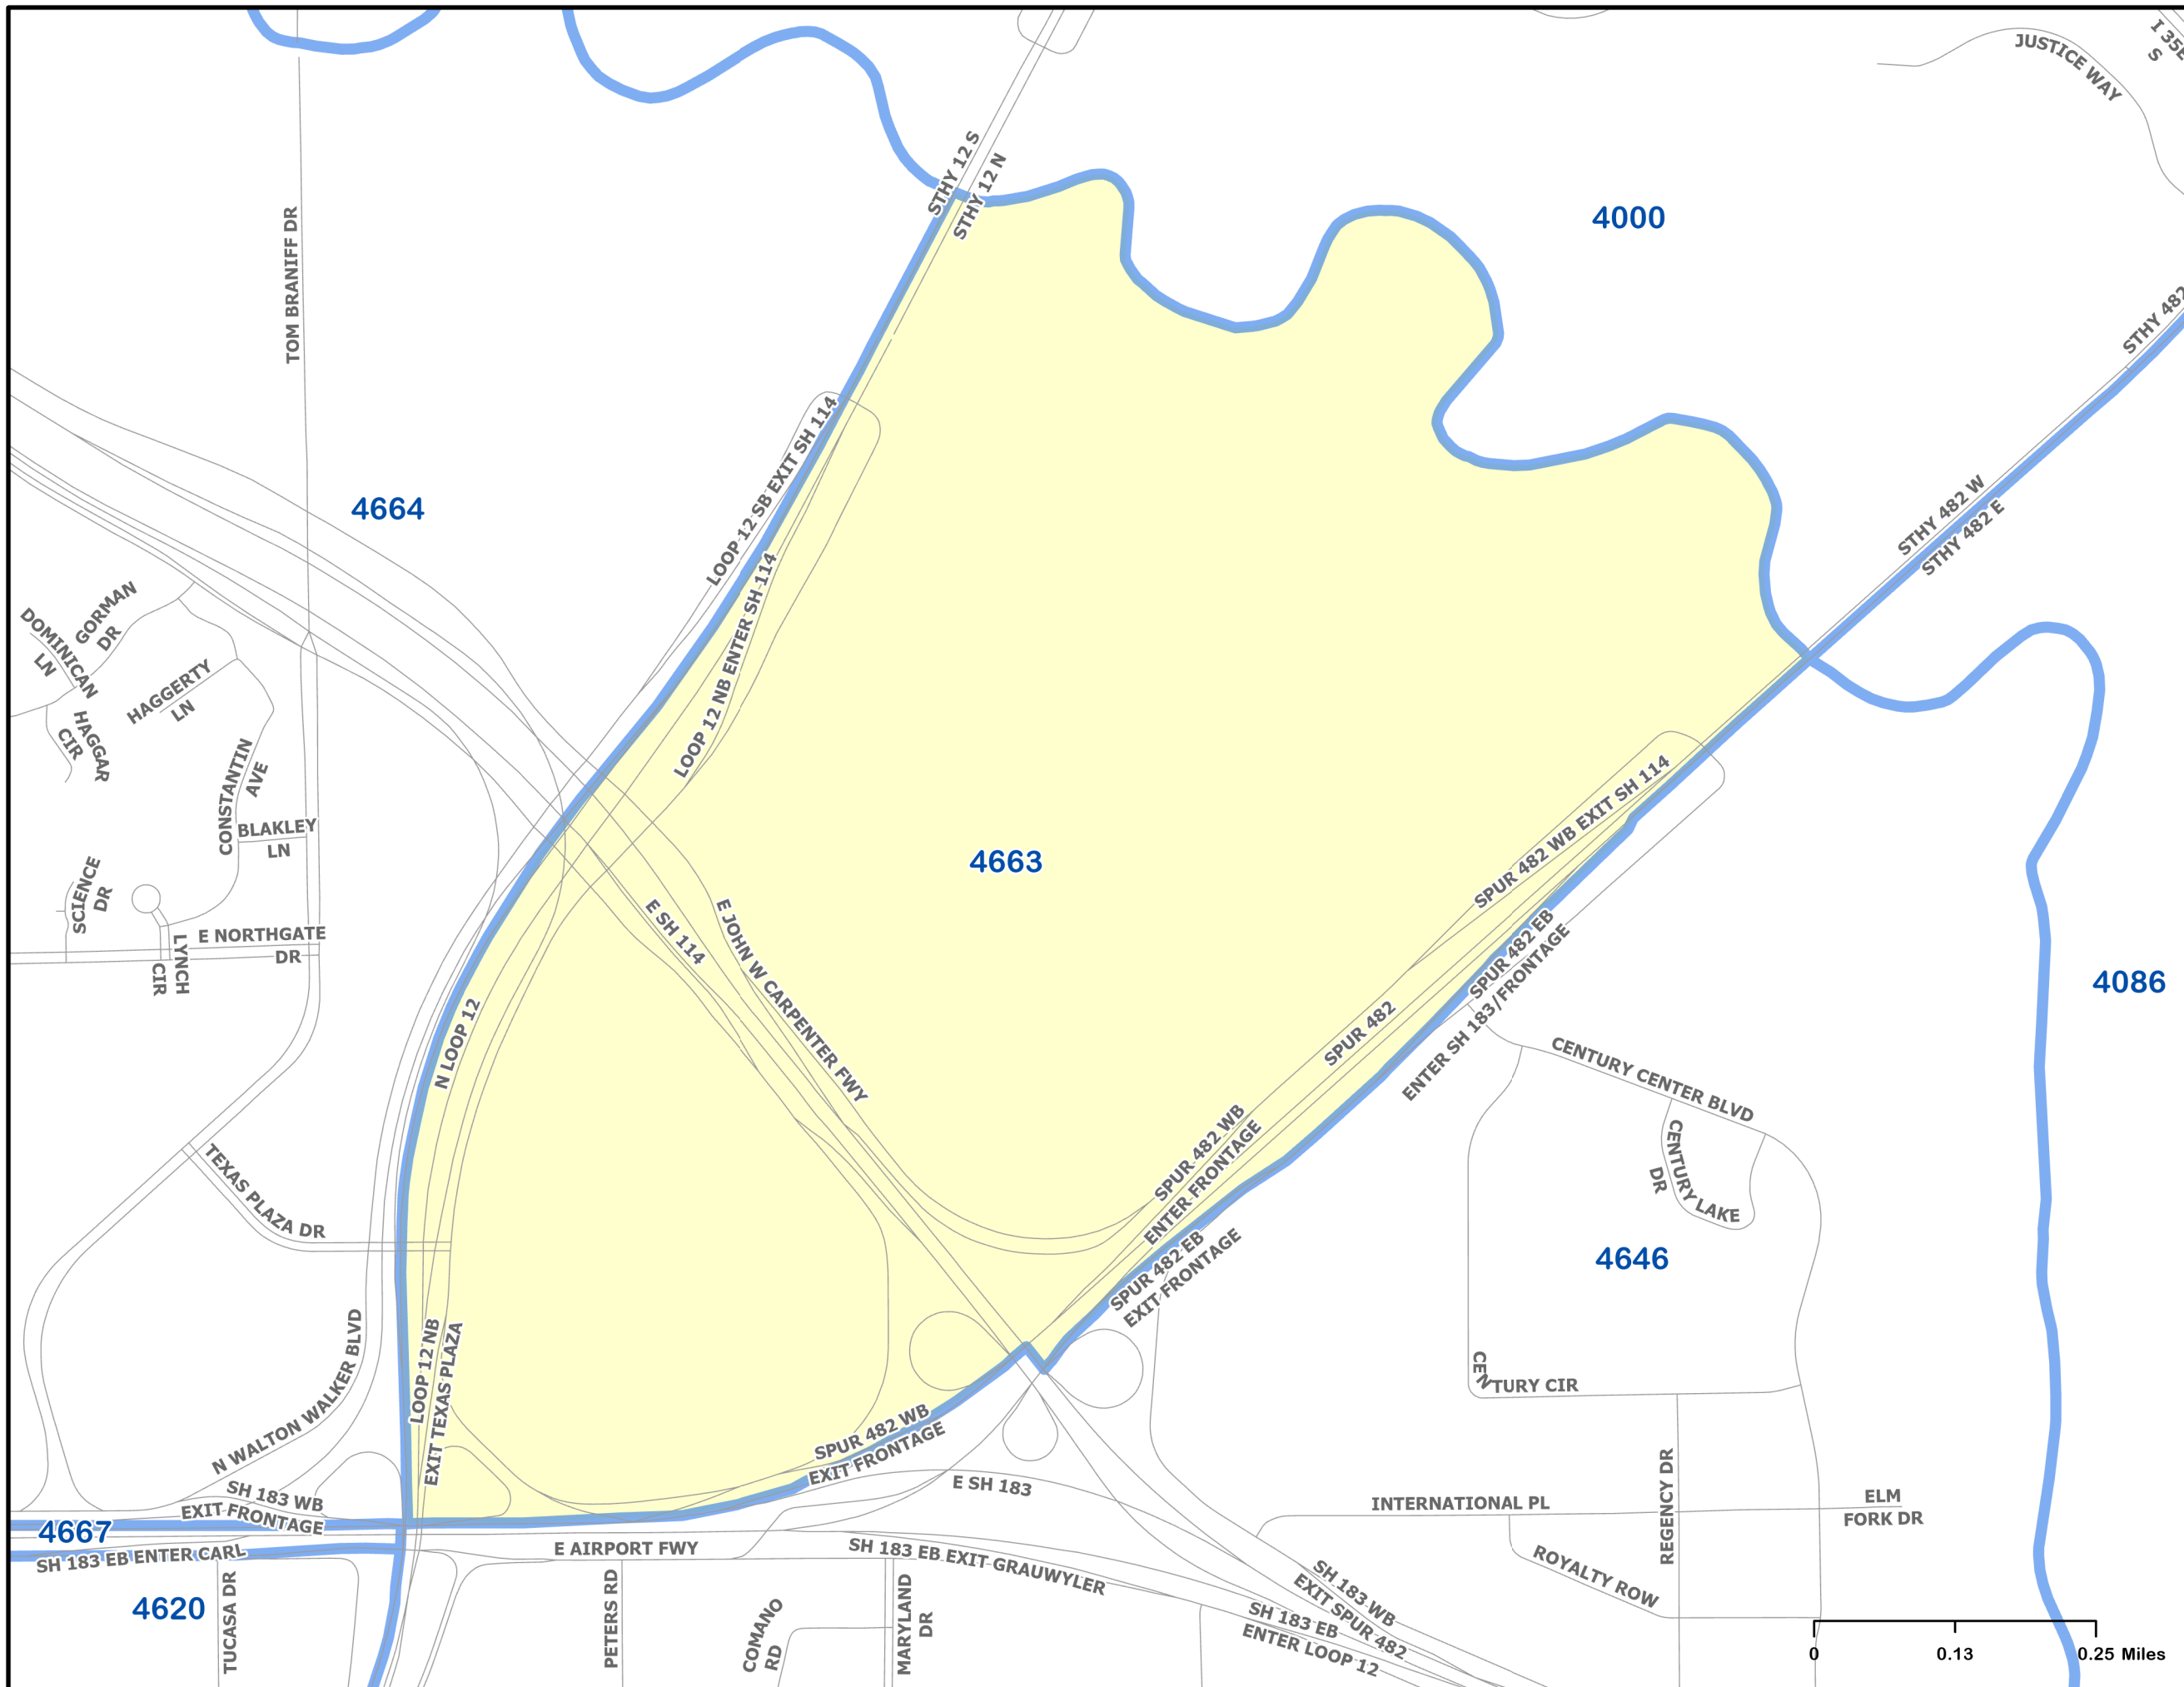 JUSTICE WAY
I 35E
S
STHY 12 S
STHY 12 N
4000
TOM BRANIFF DR
STHY 482
LOOP 12 SB EXIT SH 114
4664
STHY 482 W
STHY 482 E
LOOP 12 NB ENTER SH 114
GORMAN
DR
DOMINICAN
LN
HAGGERTY
LN
HAGGAR
CIR
CONSTANTIN
AVE
BLAKLEY
LN
SPUR 482 WB EXIT SH 114
4663
SCIENCE
DR
E NORTHGATE
DR
LYNCH
CIR
E SH 114
E JOHN W CARPENTER FWY
SPUR 482 EB
ENTER SH 183/FRONTAGE
4086
N LOOP 12
SPUR 482
CENTURY CENTER BLVD
CENTURY LAKE
DR
TEXAS PLAZA DR
SPUR 482 WB
ENTER FRONTAGE
SPUR 482 EB
EXIT FRONTAGE
4646
LOOP 12 NB
EXIT TEXAS PLAZA
N WALTON WALKER BLVD
CENTURY CIR
SPUR 482 WB
EXIT FRONTAGE
SH 183 WB
EXIT FRONTAGE
E SH 183
INTERNATIONAL PL
REGENCY DR
ELM
FORK DR
4667
SH 183 EB ENTER CARL
E AIRPORT FWY
SH 183 EB EXIT GRAUWYLER
ROYALTY ROW
4620
TUCASA DR
PETERS RD
COMANO
RD
MARYLAND
DR
SH 183 WB
EXIT SPUR 482
SH 183 EB
ENTER LOOP 12
0 0.13 0.25 Miles